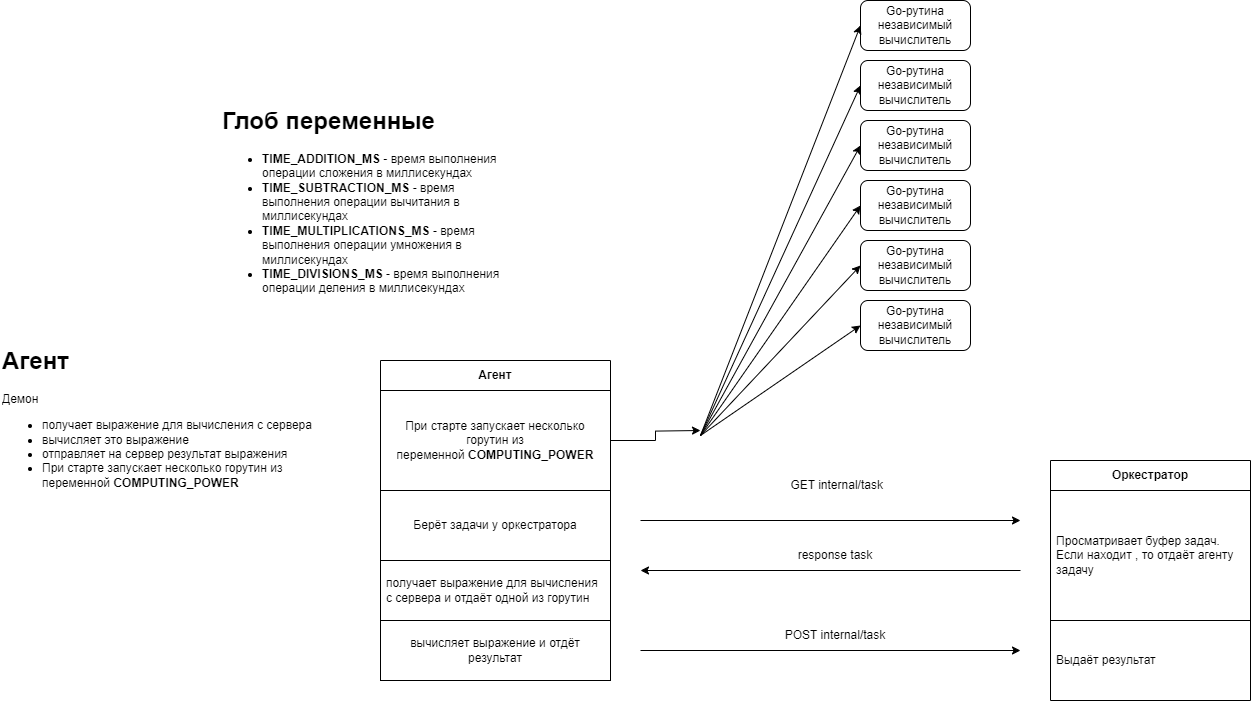 Go-рутина
независимый
вычислитель
Go-рутина
независимый
вычислитель
Go-рутина
независимый
вычислитель
Go-рутина
независимый
вычислитель
Go-рутина
независимый
вычислитель
Go-рутина
независимый
вычислитель
Глоб переменные
TIME_ADDITION_MS - время выполнения
операции сложения в миллисекундах
TIME_SUBTRACTION_MS - время
выполнения операции вычитания в
миллисекундах
TIME_MULTIPLICATIONS_MS - время
выполнения операции умножения в
миллисекундах
TIME_DIVISIONS_MS - время выполнения
операции деления в миллисекундах
Агент
Демон
получает выражение для вычисления с сервера
вычисляет это выражение
отправляет на сервер результат выражения
При старте запускает несколько горутин из
переменной COMPUTING_POWER
Агент
При старте запускает несколько
горутин из
переменной COMPUTING_POWER
Берёт задачи у оркестратора
получает выражение для вычисления
с сервера и отдаёт одной из горутин
вычисляет выражение и отдёт
результат
GET internal/task
response task
POST internal/task
Оркестратор
Просматривает буфер задач.
Если находит , то отдаёт агенту
задачу
Выдаёт результат